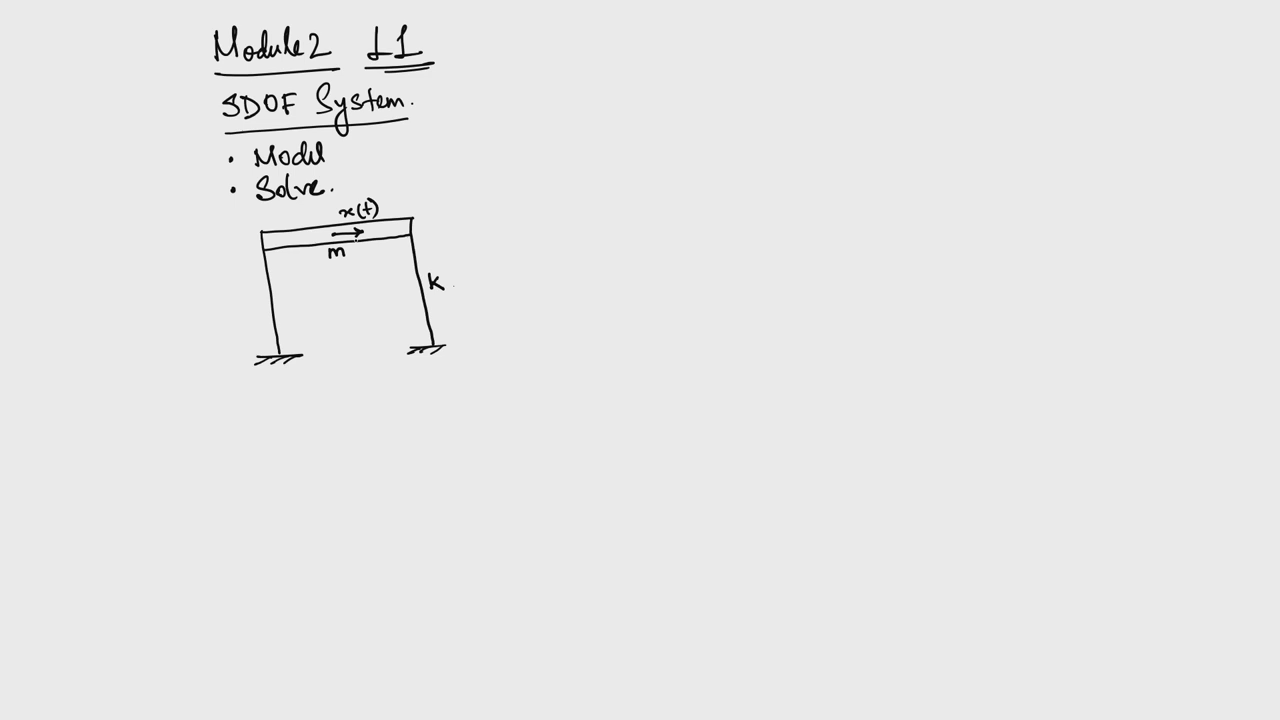 Module 2 L1
SDOF System.
• Model
• Solve.
x(t)
m
k